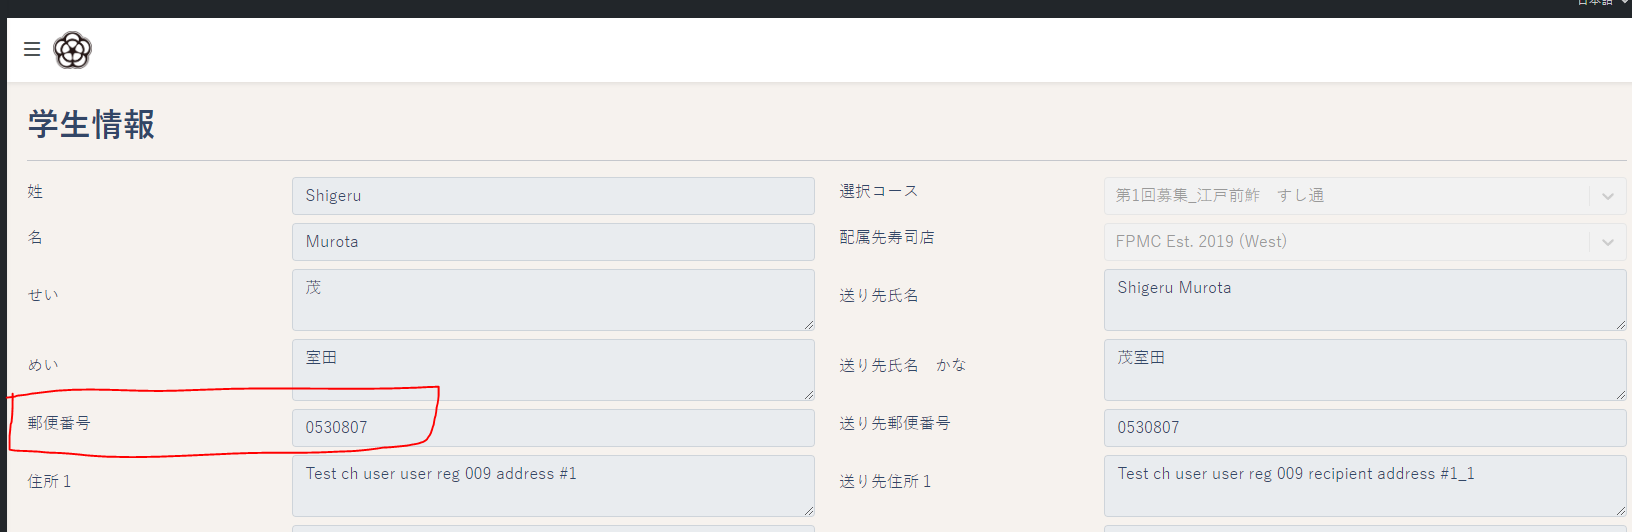 日本語
学生情報
姓
Shigeru
選択コース
第1回募集_江戸前鮓　すし通
名
Murota
配属先寿司店
FPMC Est. 2019 (West)
せい
茂
送り先氏名
Shigeru Murota
めい
室田
送り先氏名　かな
茂室田
郵便番号
0530807
送り先郵便番号
0530807
住所1
Test ch user user reg 009 address #1
送り先住所1
Test ch user user reg 009 recipient address #1_1